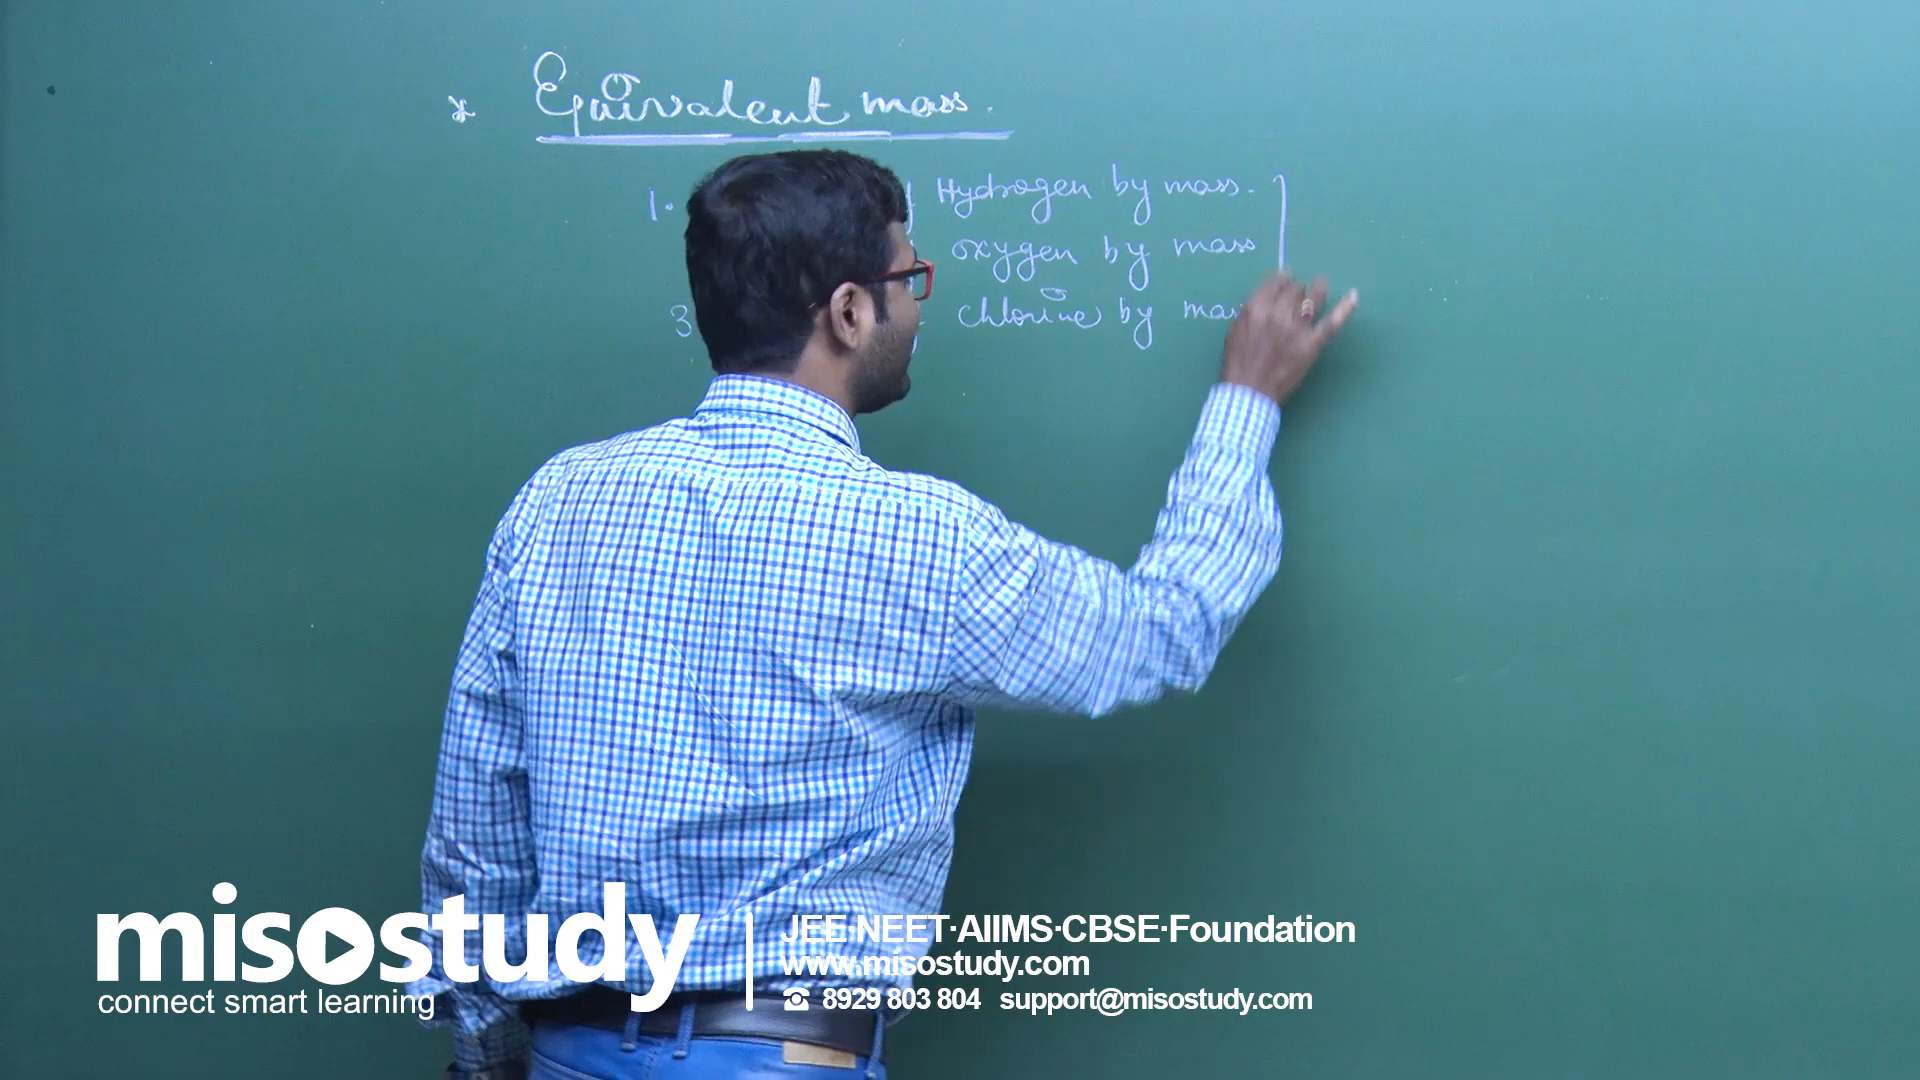 * Equivalent mass.
1. Hydrogen by mass.
oxygen by mass
3 chlorine by mas
misostudy
connect smart learning
JEE·NEET·AIIMS·CBSE·Foundation
www.misostudy.com
8929 803 804 support@misostudy.com